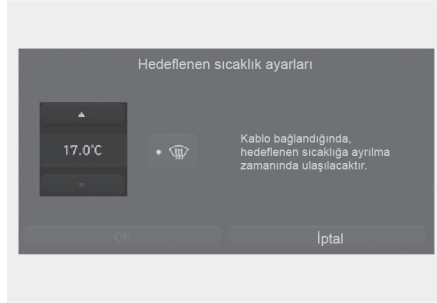 Hedeflenen sıcaklık ayarları
17.0°C
Kablo bağlandığında,
hedeflenen sıcaklığa ayrılma
zamanında ulaşılacaktır.
OK
İptal